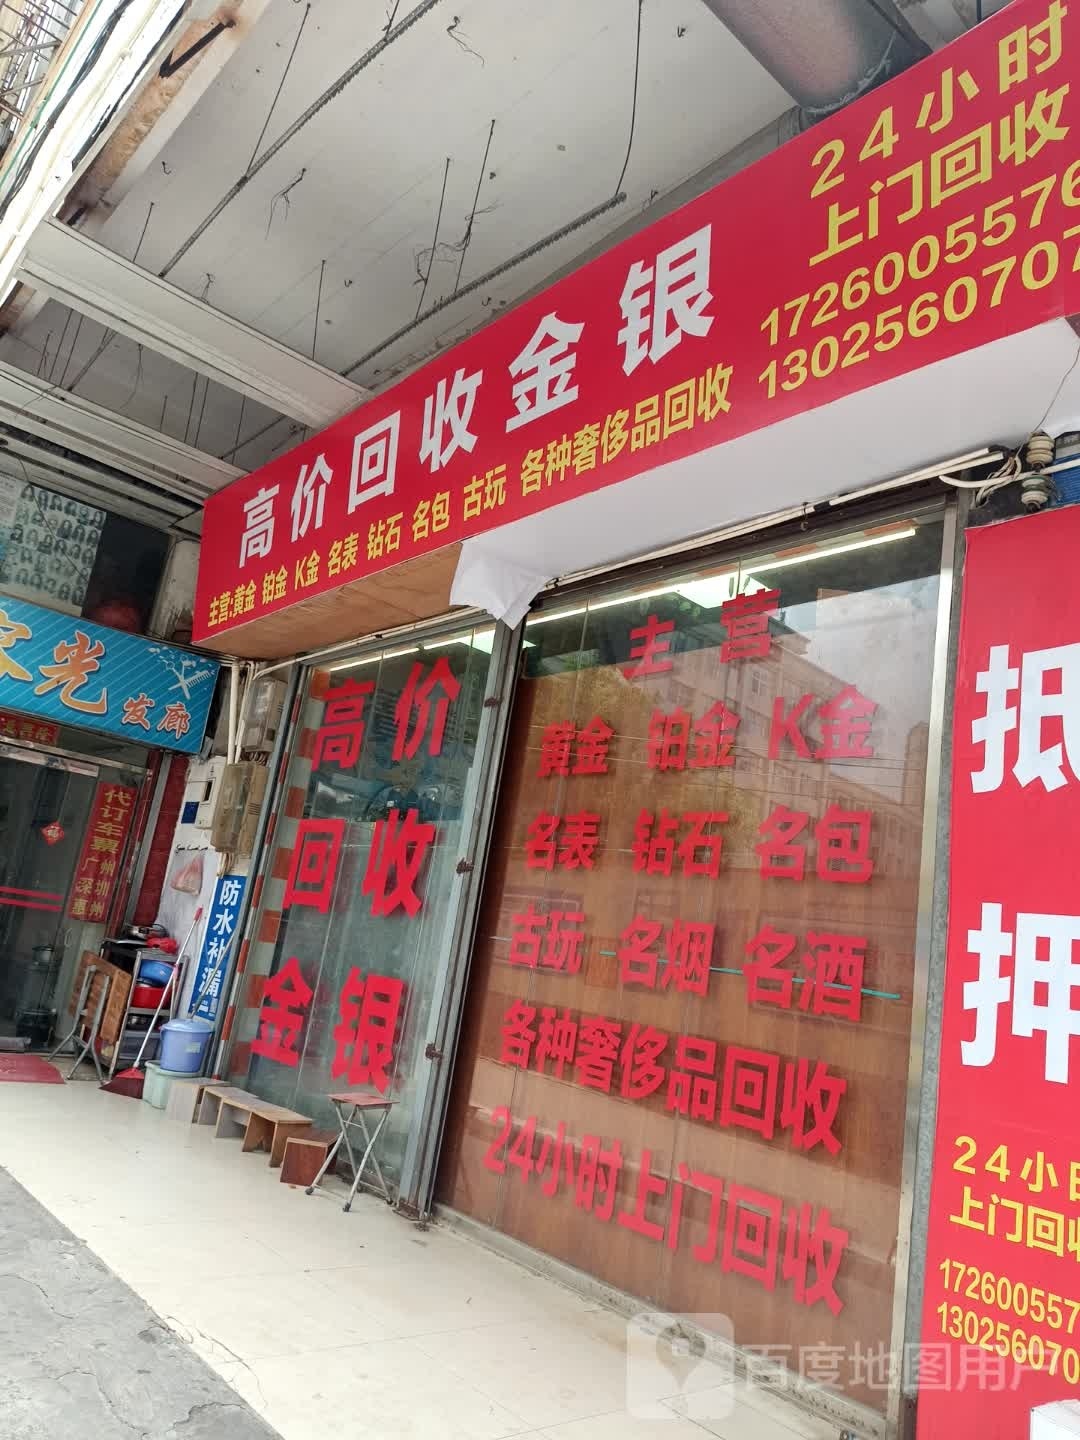 24小时
上门回收
高价回收金银
1726005576
1302560707
主营:黄金 铂金 K金 名表 钻石 名包 古玩 各种奢侈品回收
容光
发廊
代订车票
广州
深圳
惠州
防水补漏
高价
回收
金银
主营
黄金 铂金 K金
名表 钻石 名包
古玩 名烟 名酒
各种奢侈品回收
24小时上门回收
抵
押
24小时
上门回收
172600557
130256070
百度地图用户